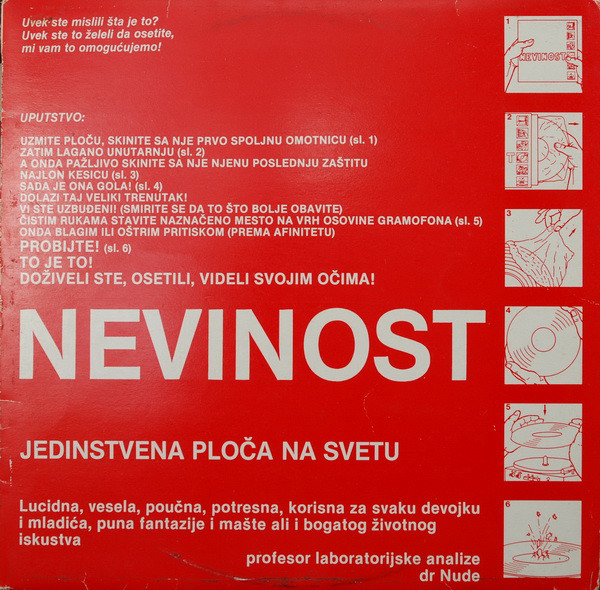 Uvek ste mislili šta je to?
Uvek ste to želeli da osetite,
mi vam to omogućujemo!
UPUTSTVO:
UZMITE PLOČU, SKINITE SA NJE PRVO SPOLJNU OMOTNICU (sl. 1)
ZATIM LAGANO UNUTARNJU (sl. 2)
A ONDA PAŽLJIVO SKINITE SA NJE NJENU POSLEDNJU ZAŠTITU
NAJLON KESICU (sl. 3)
SADA JE ONA GOLA! (sl. 4)
DOLAZI TAJ VELIKI TRENUTAK!
VI STE UZBUĐENI! (SMIRITE SE DA TO ŠTO BOLJE OBAVITE)
ČISTIM RUKAMA STAVITE NAZNAČENO MESTO NA VRH OSOVINE GRAMOFONA (sl. 5)
ONDA BLAGIM ILI OŠTRIM PRITISKOM (PREMA AFINITETU)
PROBIJTE! (sl. 6)
TO JE TO!
DOŽIVELI STE, OSETILI, VIDELI SVOJIM OČIMA!
NEVINOST
JEDINSTVENA PLOČA NA SVETU
Lucidna, vesela, poučna, potresna, korisna za svaku devojku
i mladića, puna fantazije i mašte ali i bogatog životnog
iskustva
profesor laboratorijske analize
dr Nude
1
NEVINOST
2
T
3
4
5
6